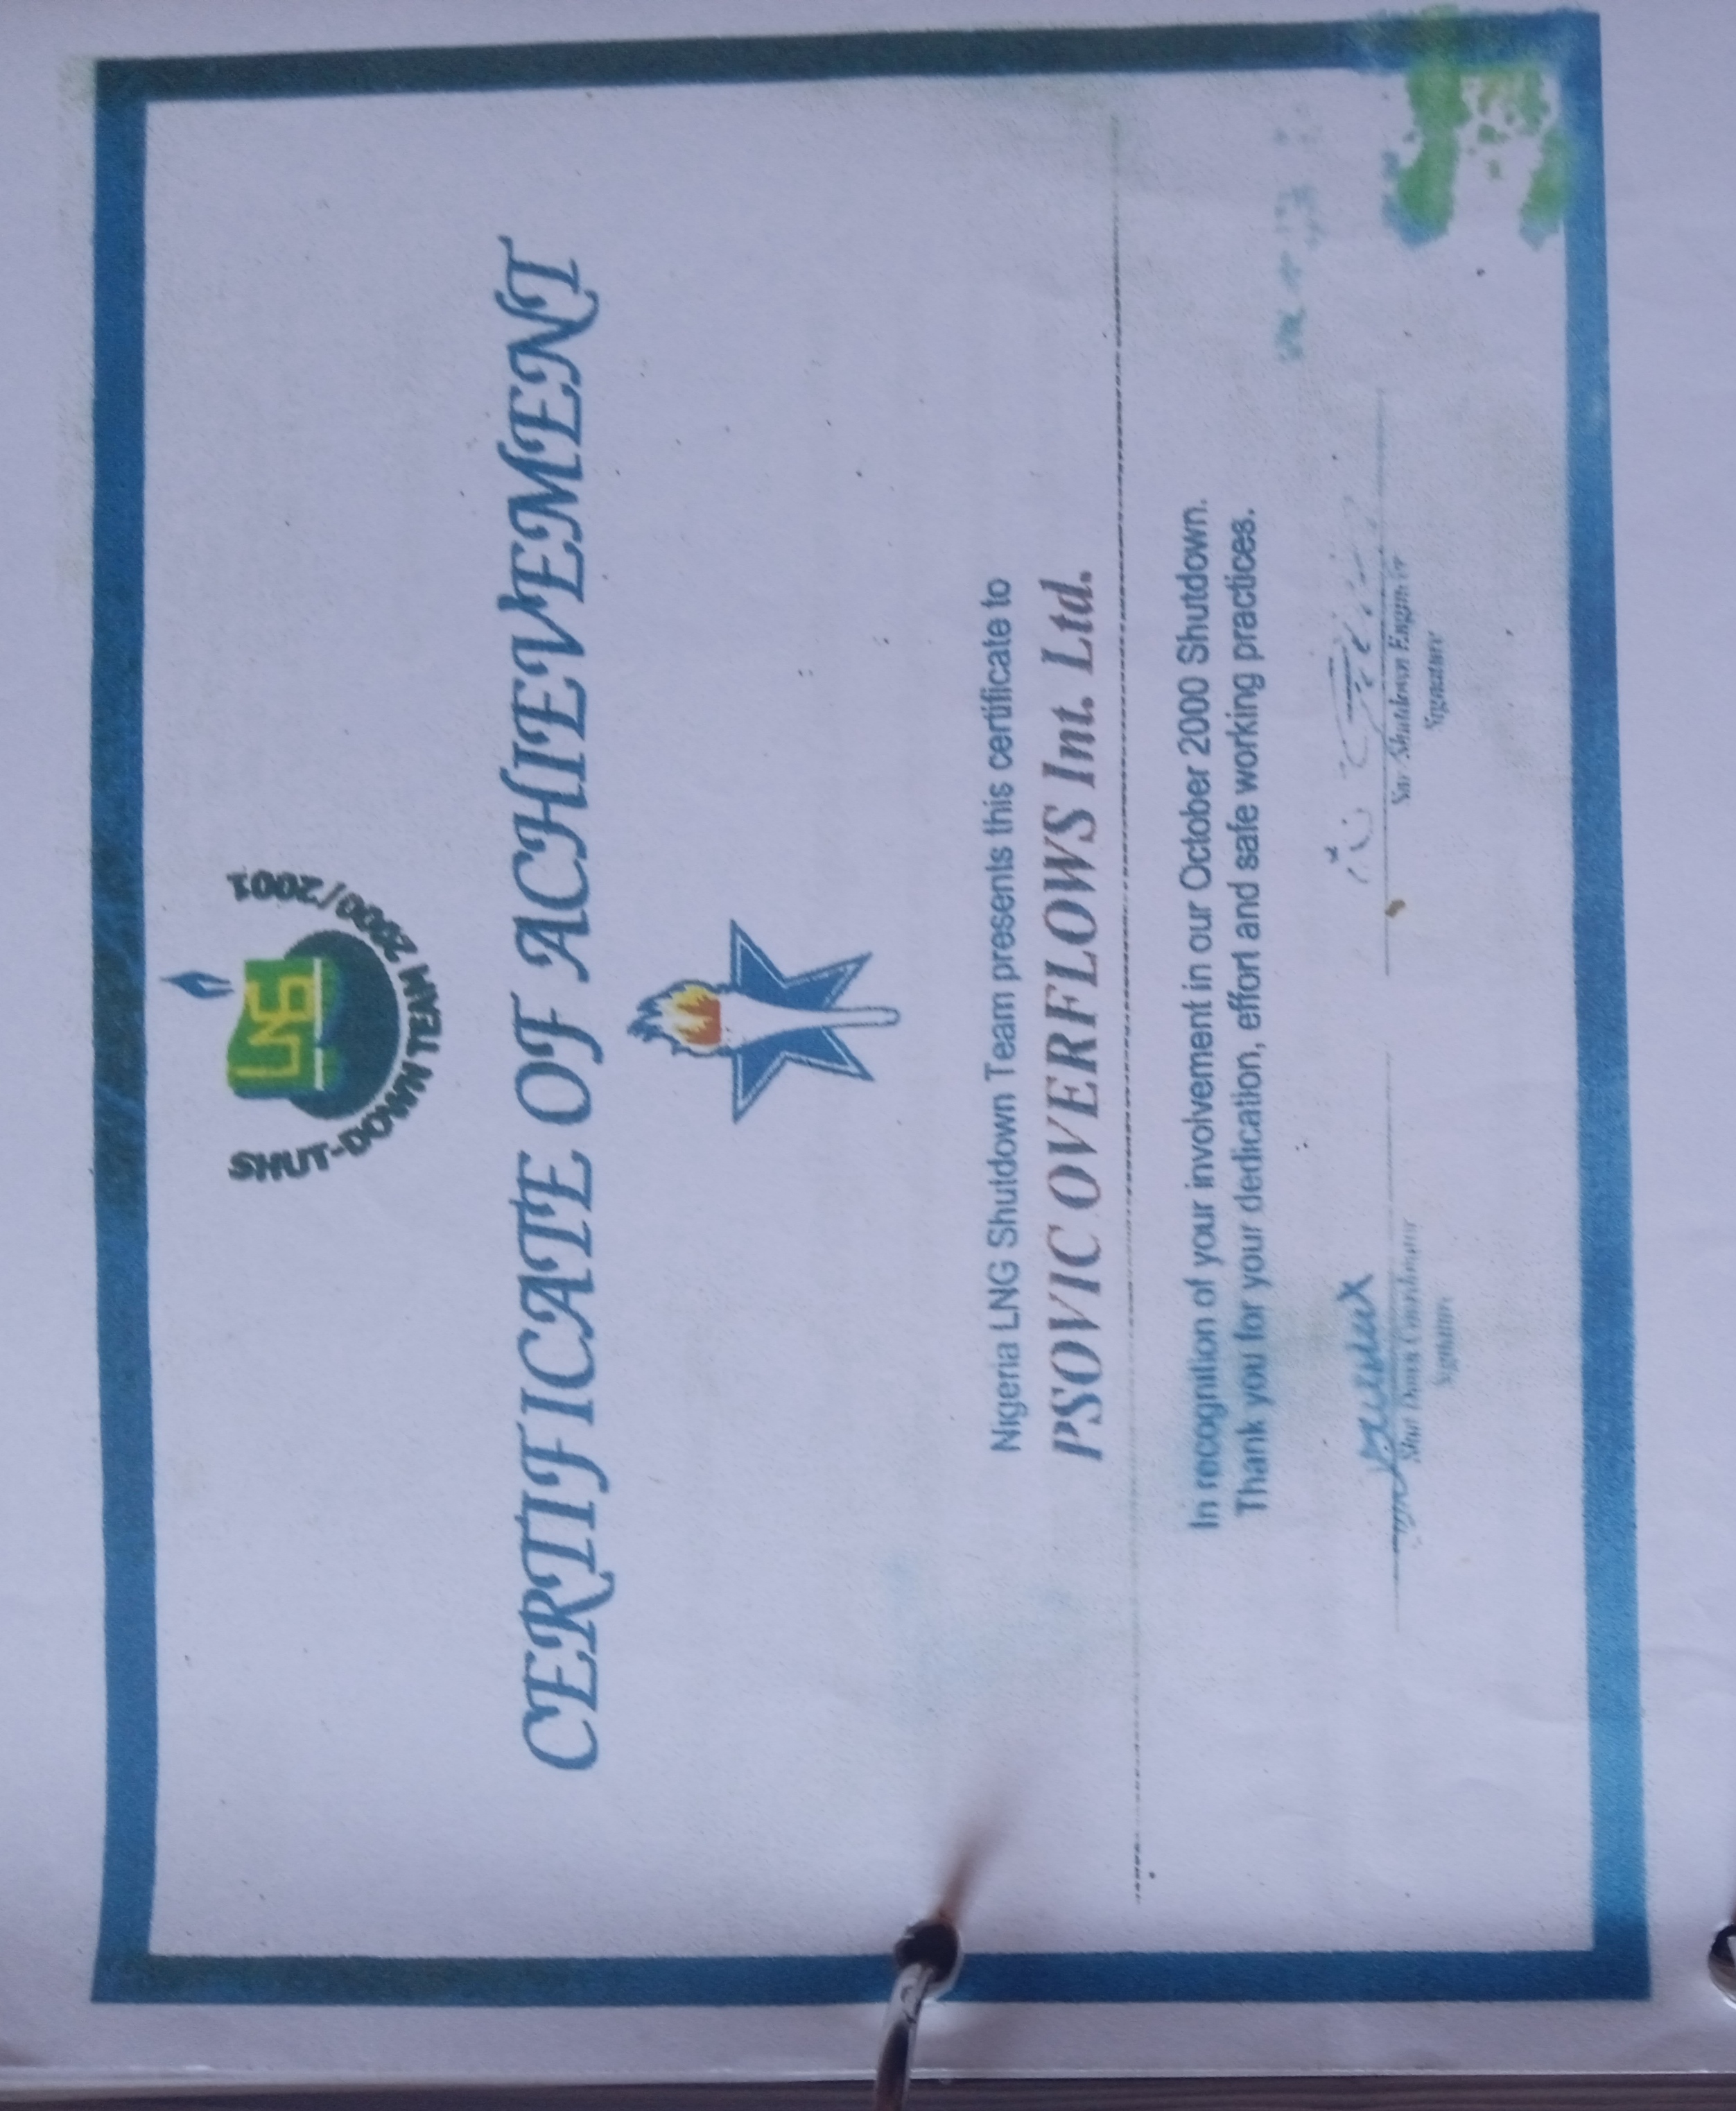 LNG
SHUT-DOWN TEAM 2000/2001
CERTIFICATE OF ACHIEVEMENT
Nigeria LNG Shutdown Team presents this certificate to
PSOVIC OVERFLOWS Int. Ltd.
In recognition of your involvement in our October 2000 Shutdown.
Thank you for your dedication, effort and safe working practices.
Shut Down Coordinator
Signature
Shutdown Engineer
Signature